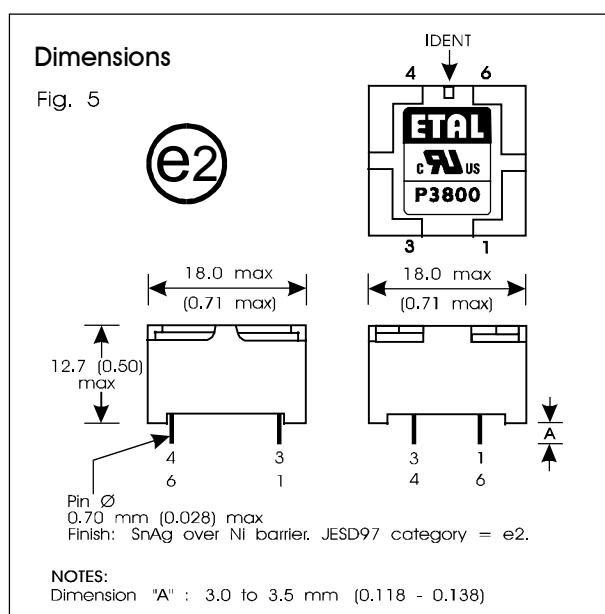 Dimensions
Fig. 5
e2
IDENT
4 6
ETAL
C RU US
P3800
3 1
18.0 max
(0.71 max)
18.0 max
(0.71 max)
12.7 (0.50)
max
A
4 3
6 1
3 1
4 6
Pin Ø
0.70 mm (0.028) max
Finish: SnAg over Ni barrier. JESD97 category = e2.
NOTES:
Dimension "A" : 3.0 to 3.5 mm (0.118 - 0.138)